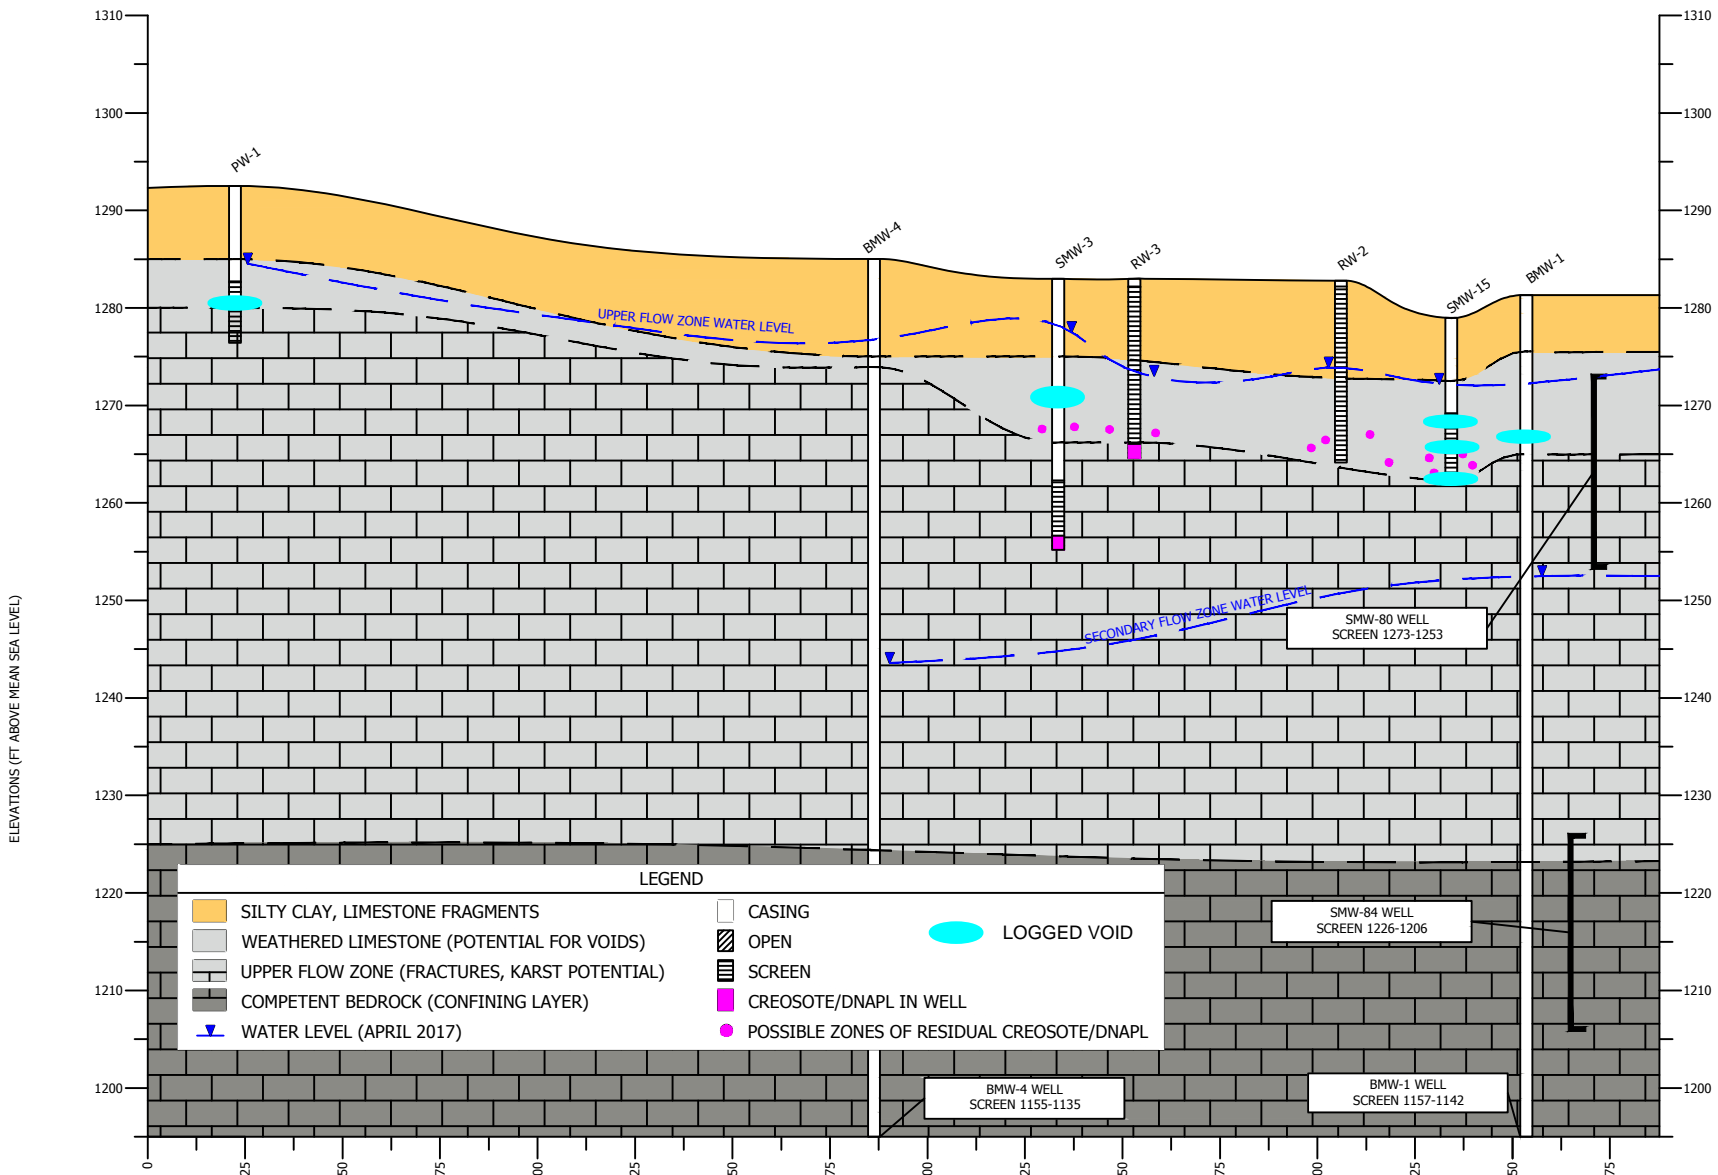 1310
1300
1290
1280
1270
1260
1250
1240
1230
1220
1210
1200
ELEVATIONS (FT ABOVE MEAN SEA LEVEL)
PW-1
BMW-4
SMW-3
RW-3
RW-2
SMW-15
BMW-1
UPPER FLOW ZONE WATER LEVEL
SECONDARY FLOW ZONE WATER LEVEL
SMW-80 WELL
SCREEN 1273-1253
SMW-84 WELL
SCREEN 1226-1206
BMW-4 WELL
SCREEN 1155-1135
BMW-1 WELL
SCREEN 1157-1142
LEGEND
SILTY CLAY, LIMESTONE FRAGMENTS
WEATHERED LIMESTONE (POTENTIAL FOR VOIDS)
UPPER FLOW ZONE (FRACTURES, KARST POTENTIAL)
COMPETENT BEDROCK (CONFINING LAYER)
WATER LEVEL (APRIL 2017)
CASING
OPEN
SCREEN
CREOSOTE/DNAPL IN WELL
POSSIBLE ZONES OF RESIDUAL CREOSOTE/DNAPL
LOGGED VOID
1310
1300
1290
1280
1270
1260
1250
1240
1230
1220
1210
1200
0
25
50
75
00
25
50
75
00
25
50
75
00
25
50
75